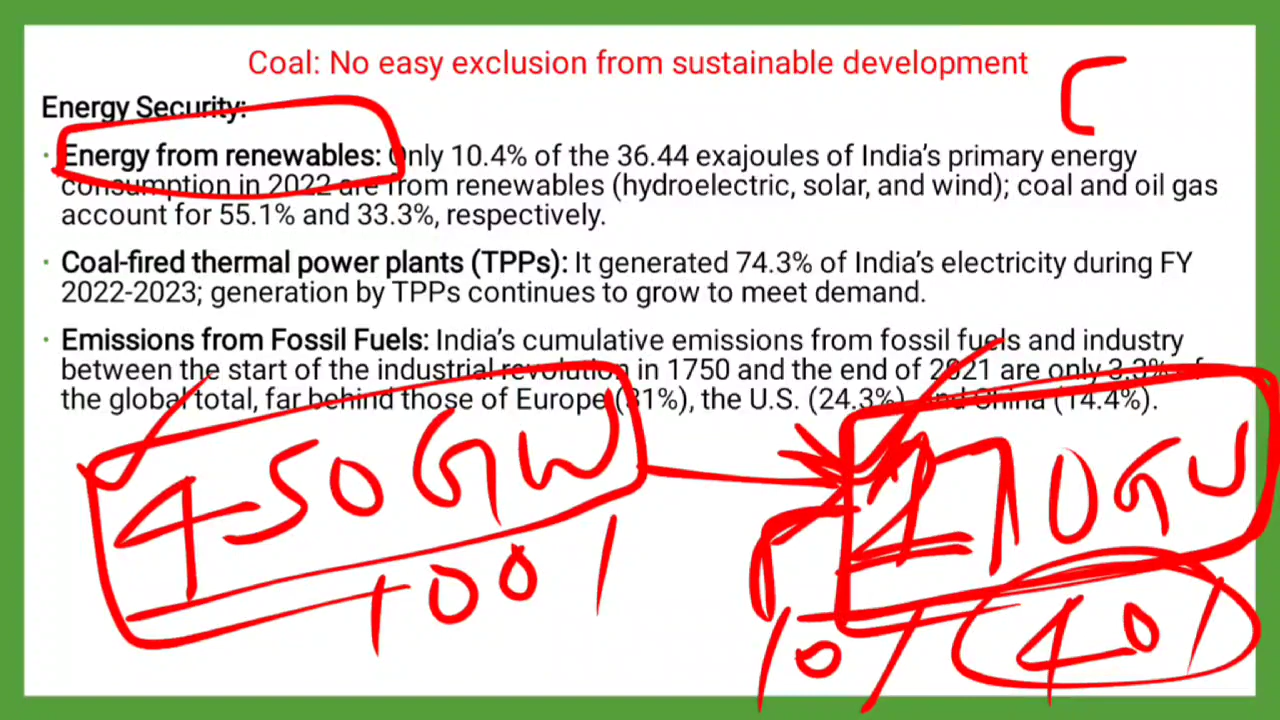 Coal: No easy exclusion from sustainable development
Energy Security:
· Energy from renewables: Only 10.4% of the 36.44 exajoules of India's primary energy
consumption in 2022 are from renewables (hydroelectric, solar, and wind); coal and oil gas
account for 55.1% and 33.3%, respectively.
· Coal-fired thermal power plants (TPPs): It generated 74.3% of India's electricity during FY
2022-2023; generation by TPPs continues to grow to meet demand.
· Emissions from Fossil Fuels: India's cumulative emissions from fossil fuels and industry
between the start of the industrial revolution in 1750 and the end of 2021 are only 3.3% of
the global total, far behind those of Europe (31%), the U.S. (24.3%), and China (14.4%).
450 GW
100